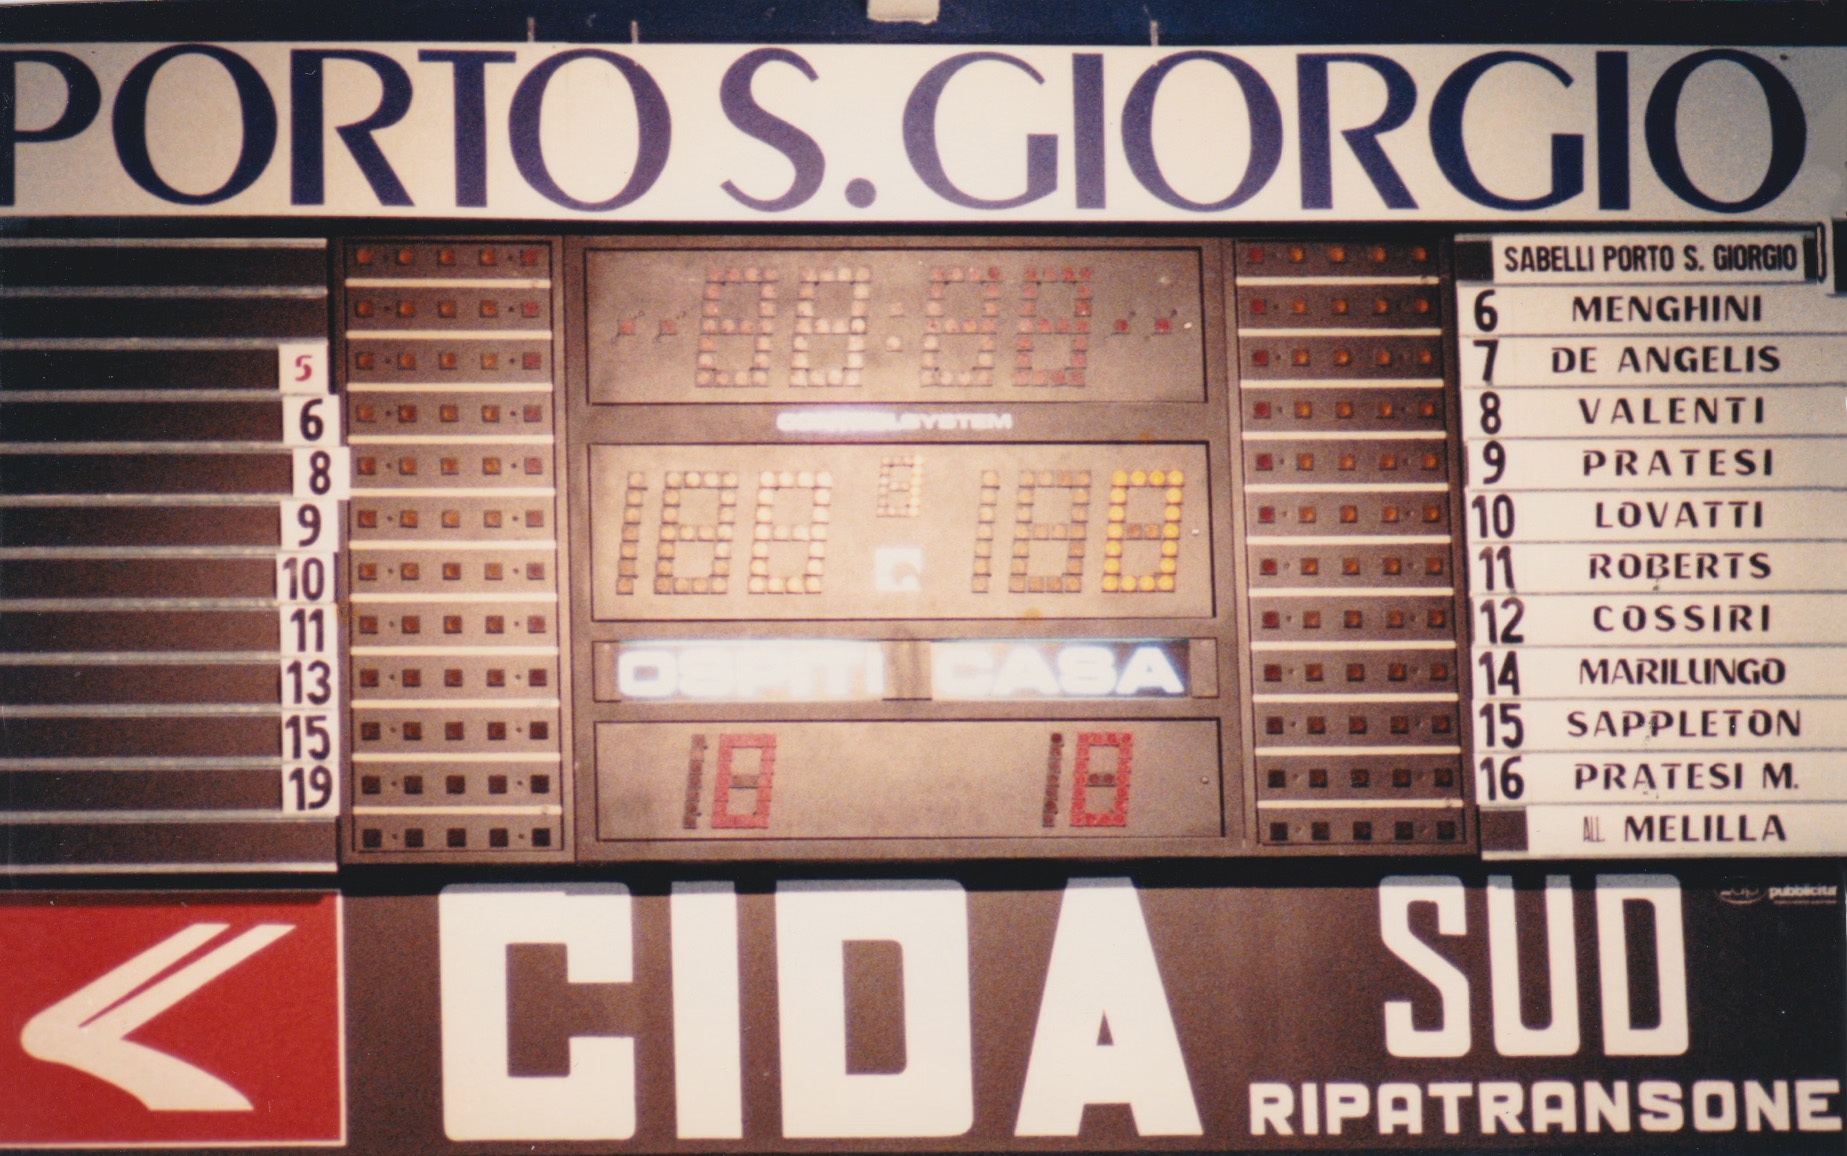 PORTO S. GIORGIO
SABELLI PORTO S. GIORGIO
6 MENGHINI
7 DE ANGELIS
8 VALENTI
9 PRATESI
10 LOVATTI
11 ROBERTS
12 COSSIRI
14 MARILUNGO
15 SAPPLETON
16 PRATESI M.
ALL. MELILLA
5
6
8
9
10
11
13
15
19
SYSTEM
OSPITI CASA
CIDA SUD
RIPATRANSONE
pubblicita'